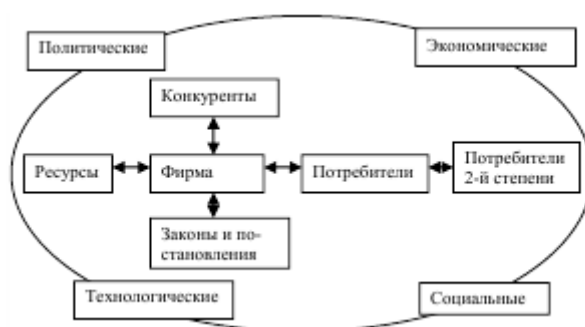 Политические
Экономические
Конкуренты
Ресурсы
Фирма
Потребители
Потребители
2-й степени
Законы и по-
становления
Технологические
Социальные